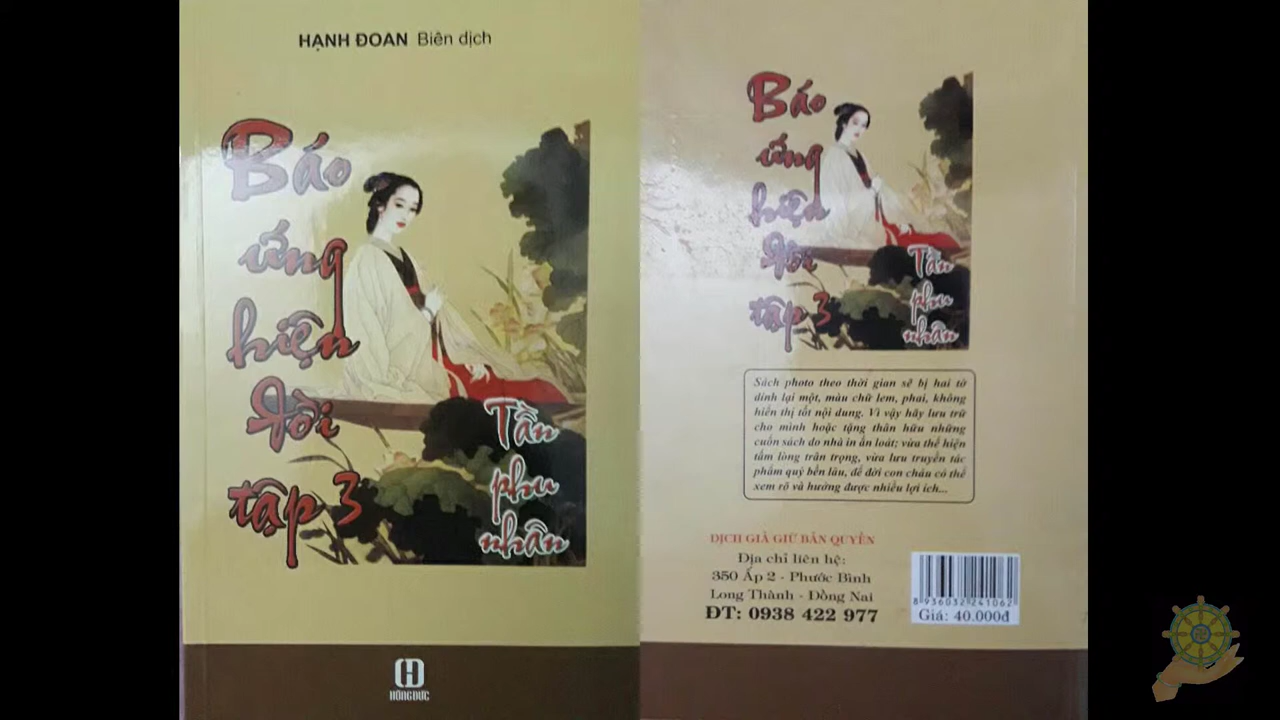 HẠNH ĐOAN Biên dịch
Báo
ứng
hiện
đời
tập 3
Tần
phu
nhân
HỒNG ĐỨC
Báo
ứng
hiện
đời
tập 3
Tần
phu
nhân
Sách photo theo thời gian sẽ bị hai tờ
dính lại một, màu chữ lem, phai, không
hiển thị tốt nội dung. Vì vậy hãy lưu trữ
cho mình hoặc tặng thân hữu những
cuốn sách do nhà in ấn loát; vừa thể hiện
tấm lòng trân trọng, vừa lưu truyền tác
phẩm quý bền lâu, để đời con cháu có thể
xem rõ và hưởng được nhiều lợi ích...
DỊCH GIẢ GIỮ BẢN QUYỀN
Địa chỉ liên hệ:
350 Ấp 2 - Phước Bình
Long Thành - Đồng Nai
ĐT: 0938 422 977
8 936032 241062
Giá: 40.000đ